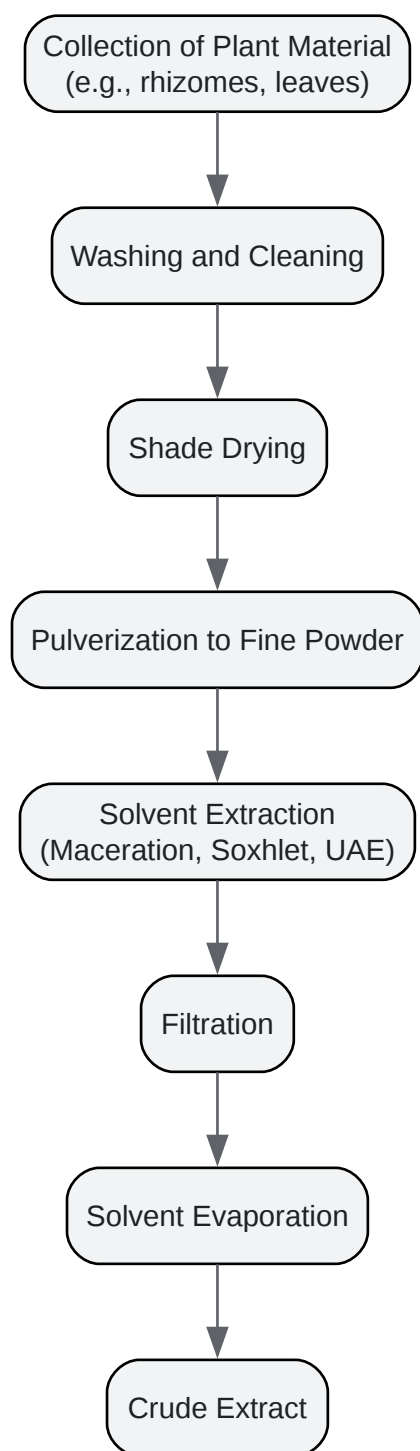 Collection of Plant Material
(e.g., rhizomes, leaves)
Washing and Cleaning
Shade Drying
Pulverization to Fine Powder
Solvent Extraction
(Maceration, Soxhlet, UAE)
Filtration
Solvent Evaporation
Crude Extract